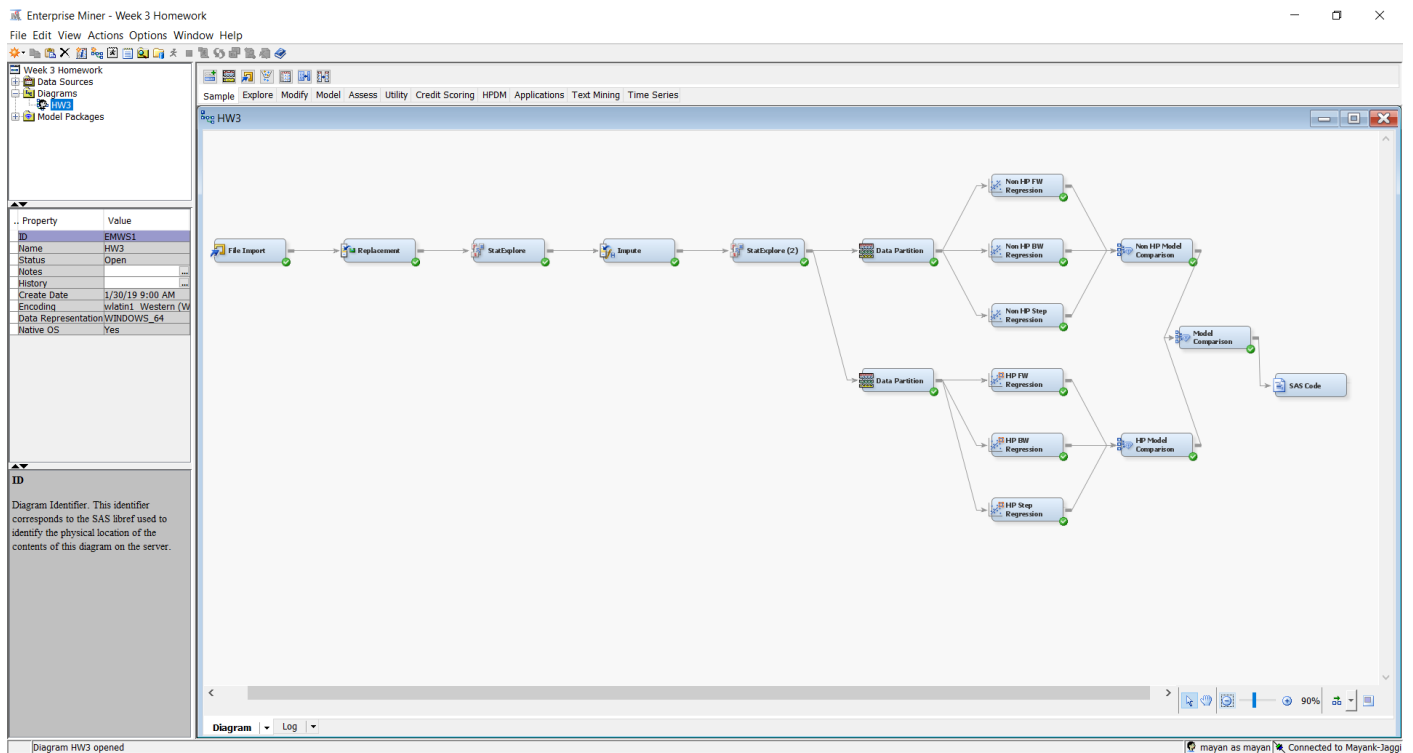 Enterprise Miner - Week 3 Homework
File Edit View Actions Options Window Help
Week 3 Homework
Data Sources
Diagrams
HW3
Model Packages
Sample Explore Modify Model Assess Utility Credit Scoring HPDM Applications Text Mining Time Series
HW3
.. Property Value
ID EMWS1
Name HW3
Status Open
Notes ...
History ...
Create Date 1/30/19 9:00 AM
Encoding wlatin1 Western (W
Data Representation WINDOWS_64
Native OS Yes
ID
Diagram Identifier. This identifier
corresponds to the SAS libref used to
identify the physical location of the
contents of this diagram on the server.
File Import
Replacement
StatExplore
Impute
StatExplore (2)
Data Partition
Data Partition
Non HP FW
Regression
Non HP BW
Regression
Non HP Step
Regression
HP FW
Regression
HP BW
Regression
HP Step
Regression
Non HP Model
Comparison
HP Model
Comparison
Model
Comparison
SAS Code
90%
Diagram Log
Diagram HW3 opened
mayan as mayan Connected to Mayank-Jaggi